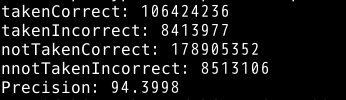 takenCorrect: 106424236
takenIncorrect: 8413977
notTakenCorrect: 178905352
nnotTakenIncorrect: 8513106
Precision: 94.3998